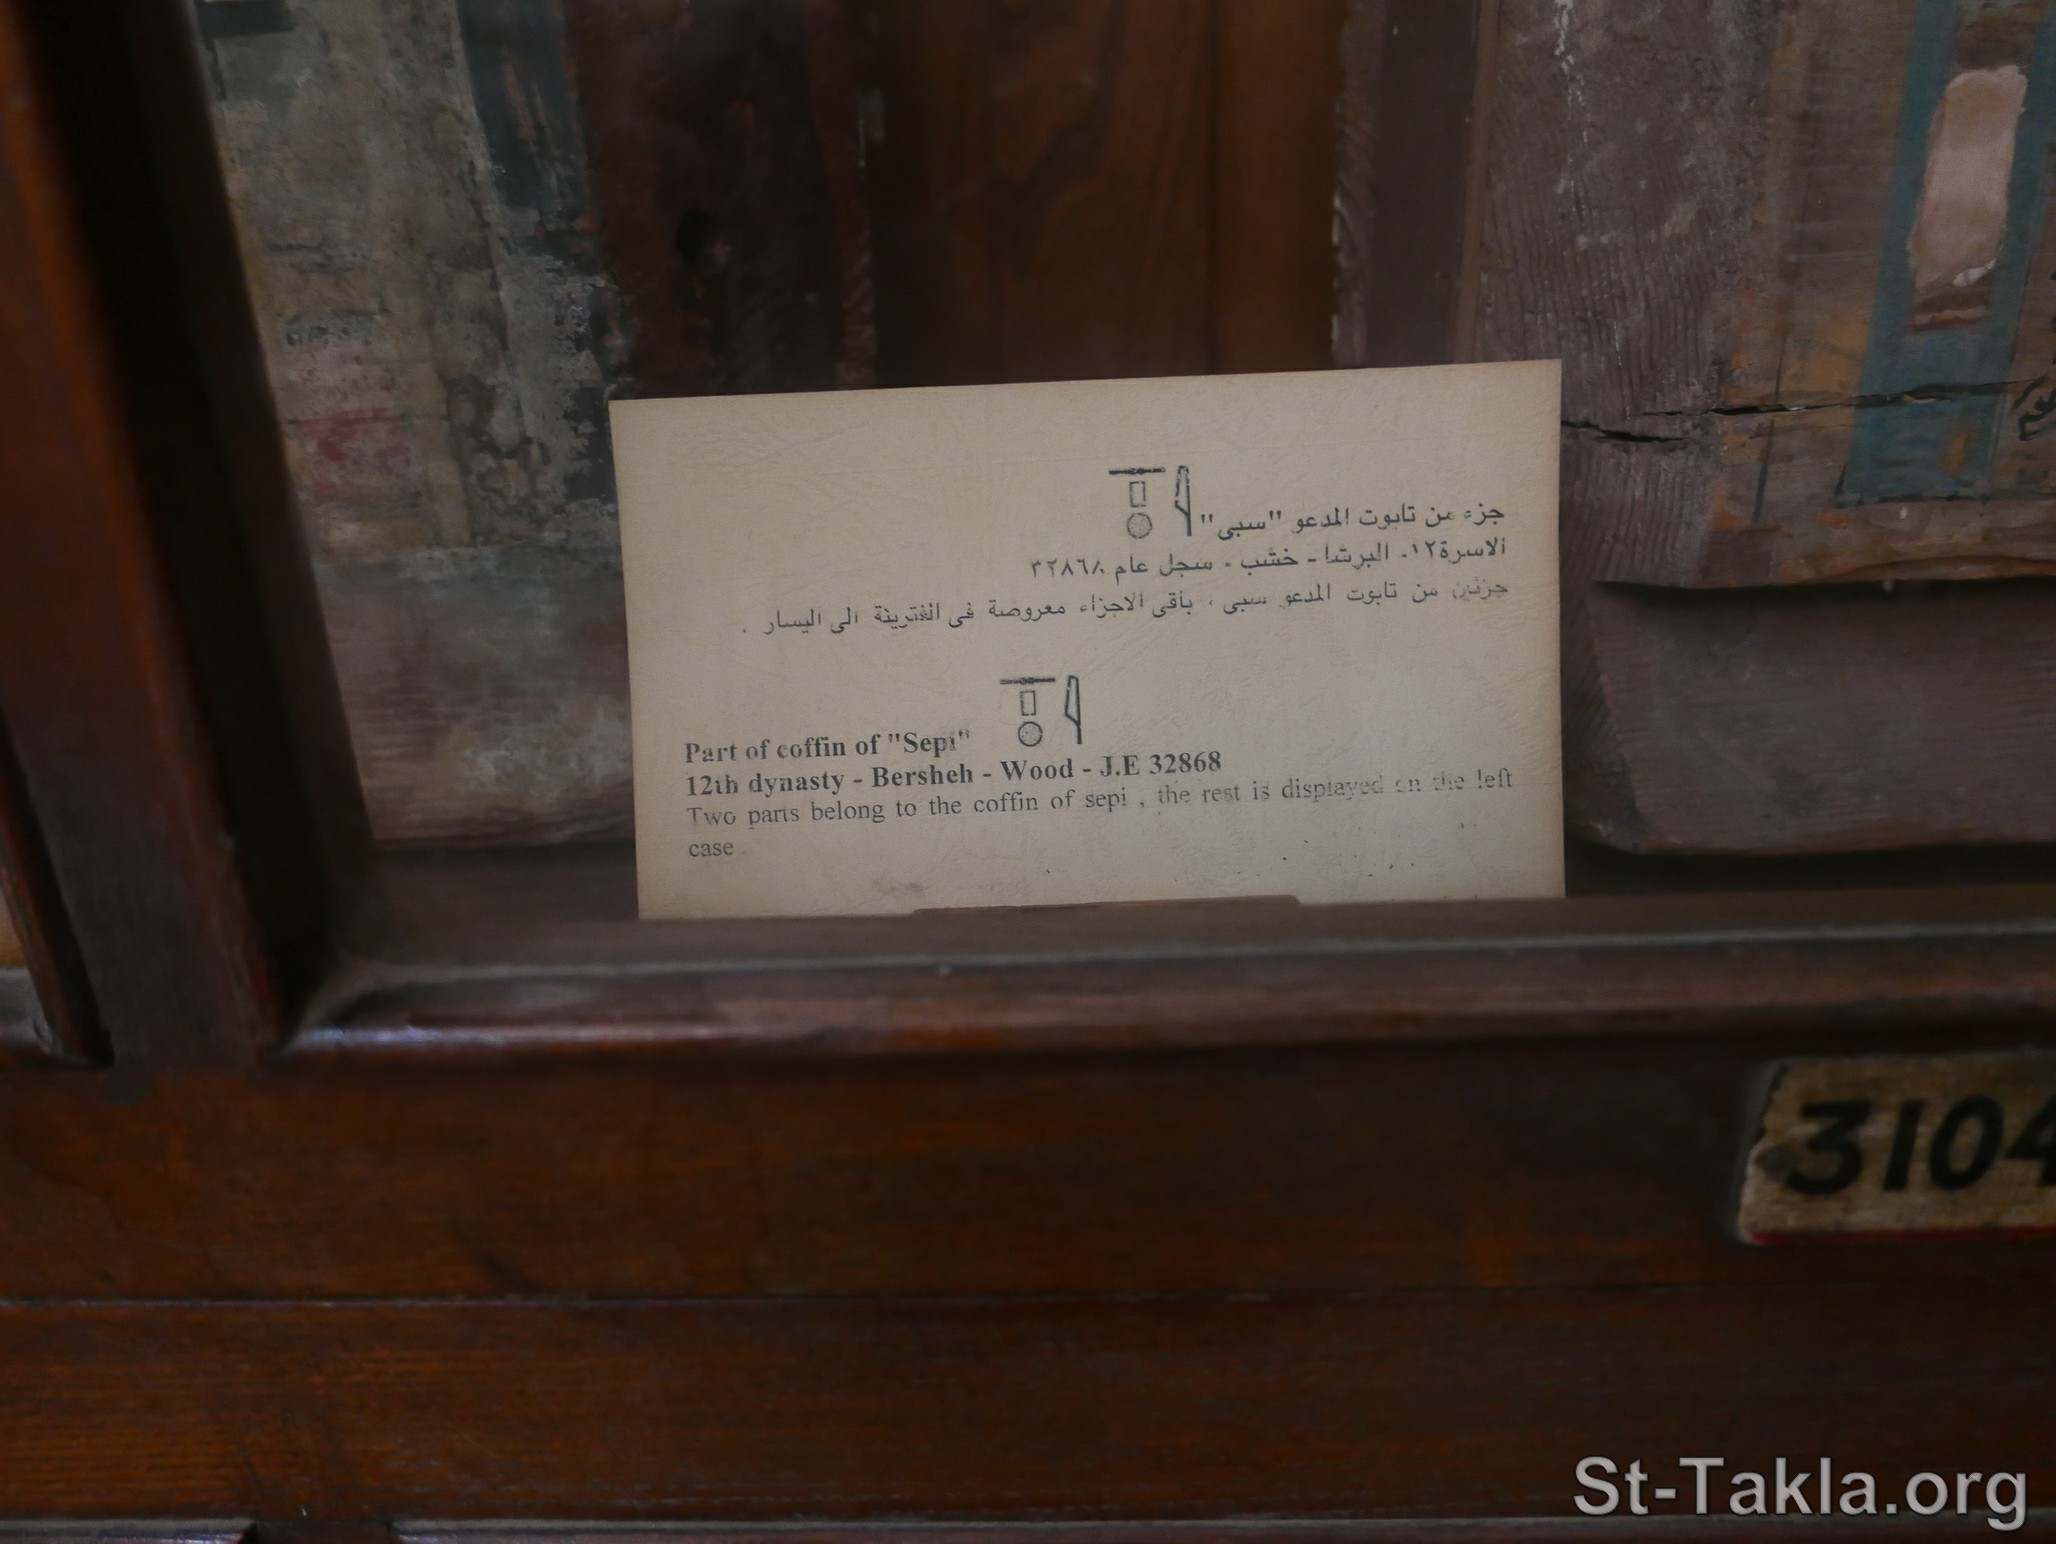 جزء من تابوت المدعو "سبى"
الاسرة١٢- البرشا - خشب - سجل عام ٣٢٨٦٨
جزئين من تابوت المدعو سبى ، باقى الاجزاء معروضة فى الفترينة الى اليسار .
Part of coffin of "Sepi"
12th dynasty - Bersheh - Wood - J.E 32868
Two parts belong to the coffin of sepi , the rest is displayed on the left
case
3104
St-Takla.org